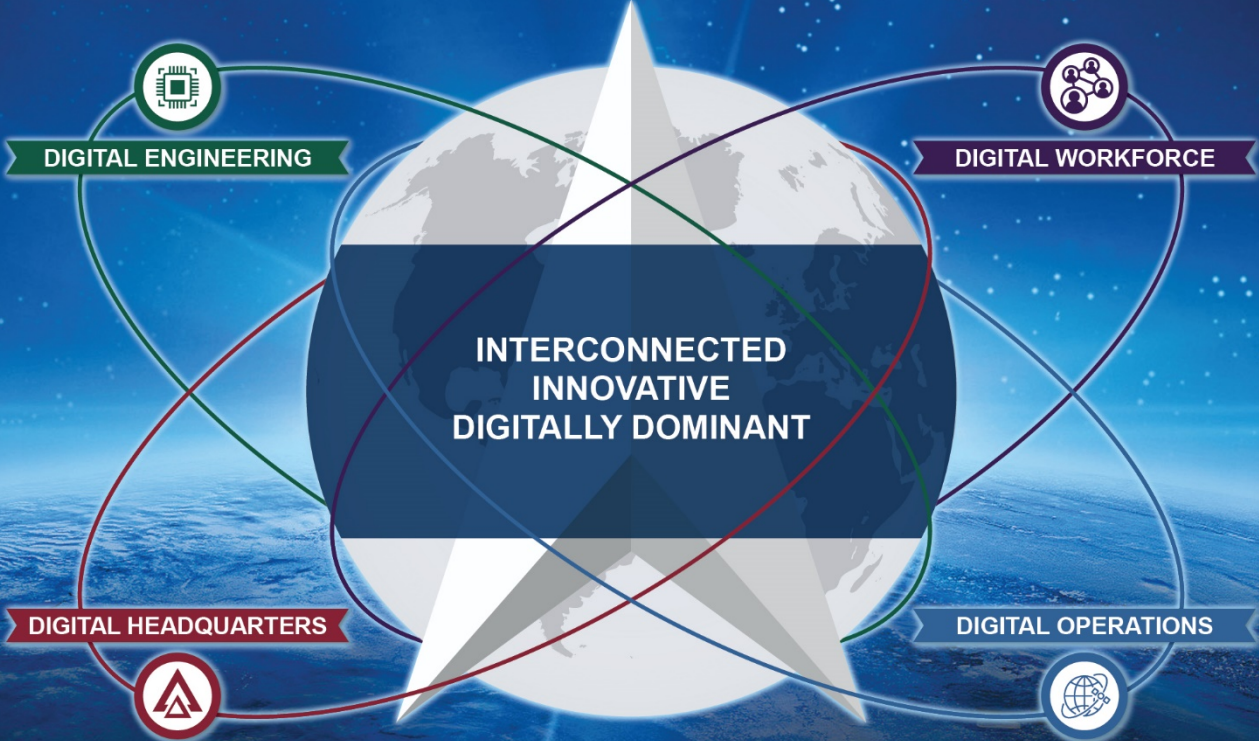 DIGITAL ENGINEERING
DIGITAL WORKFORCE
INTERCONNECTED
INNOVATIVE
DIGITALLY DOMINANT
DIGITAL HEADQUARTERS
DIGITAL OPERATIONS